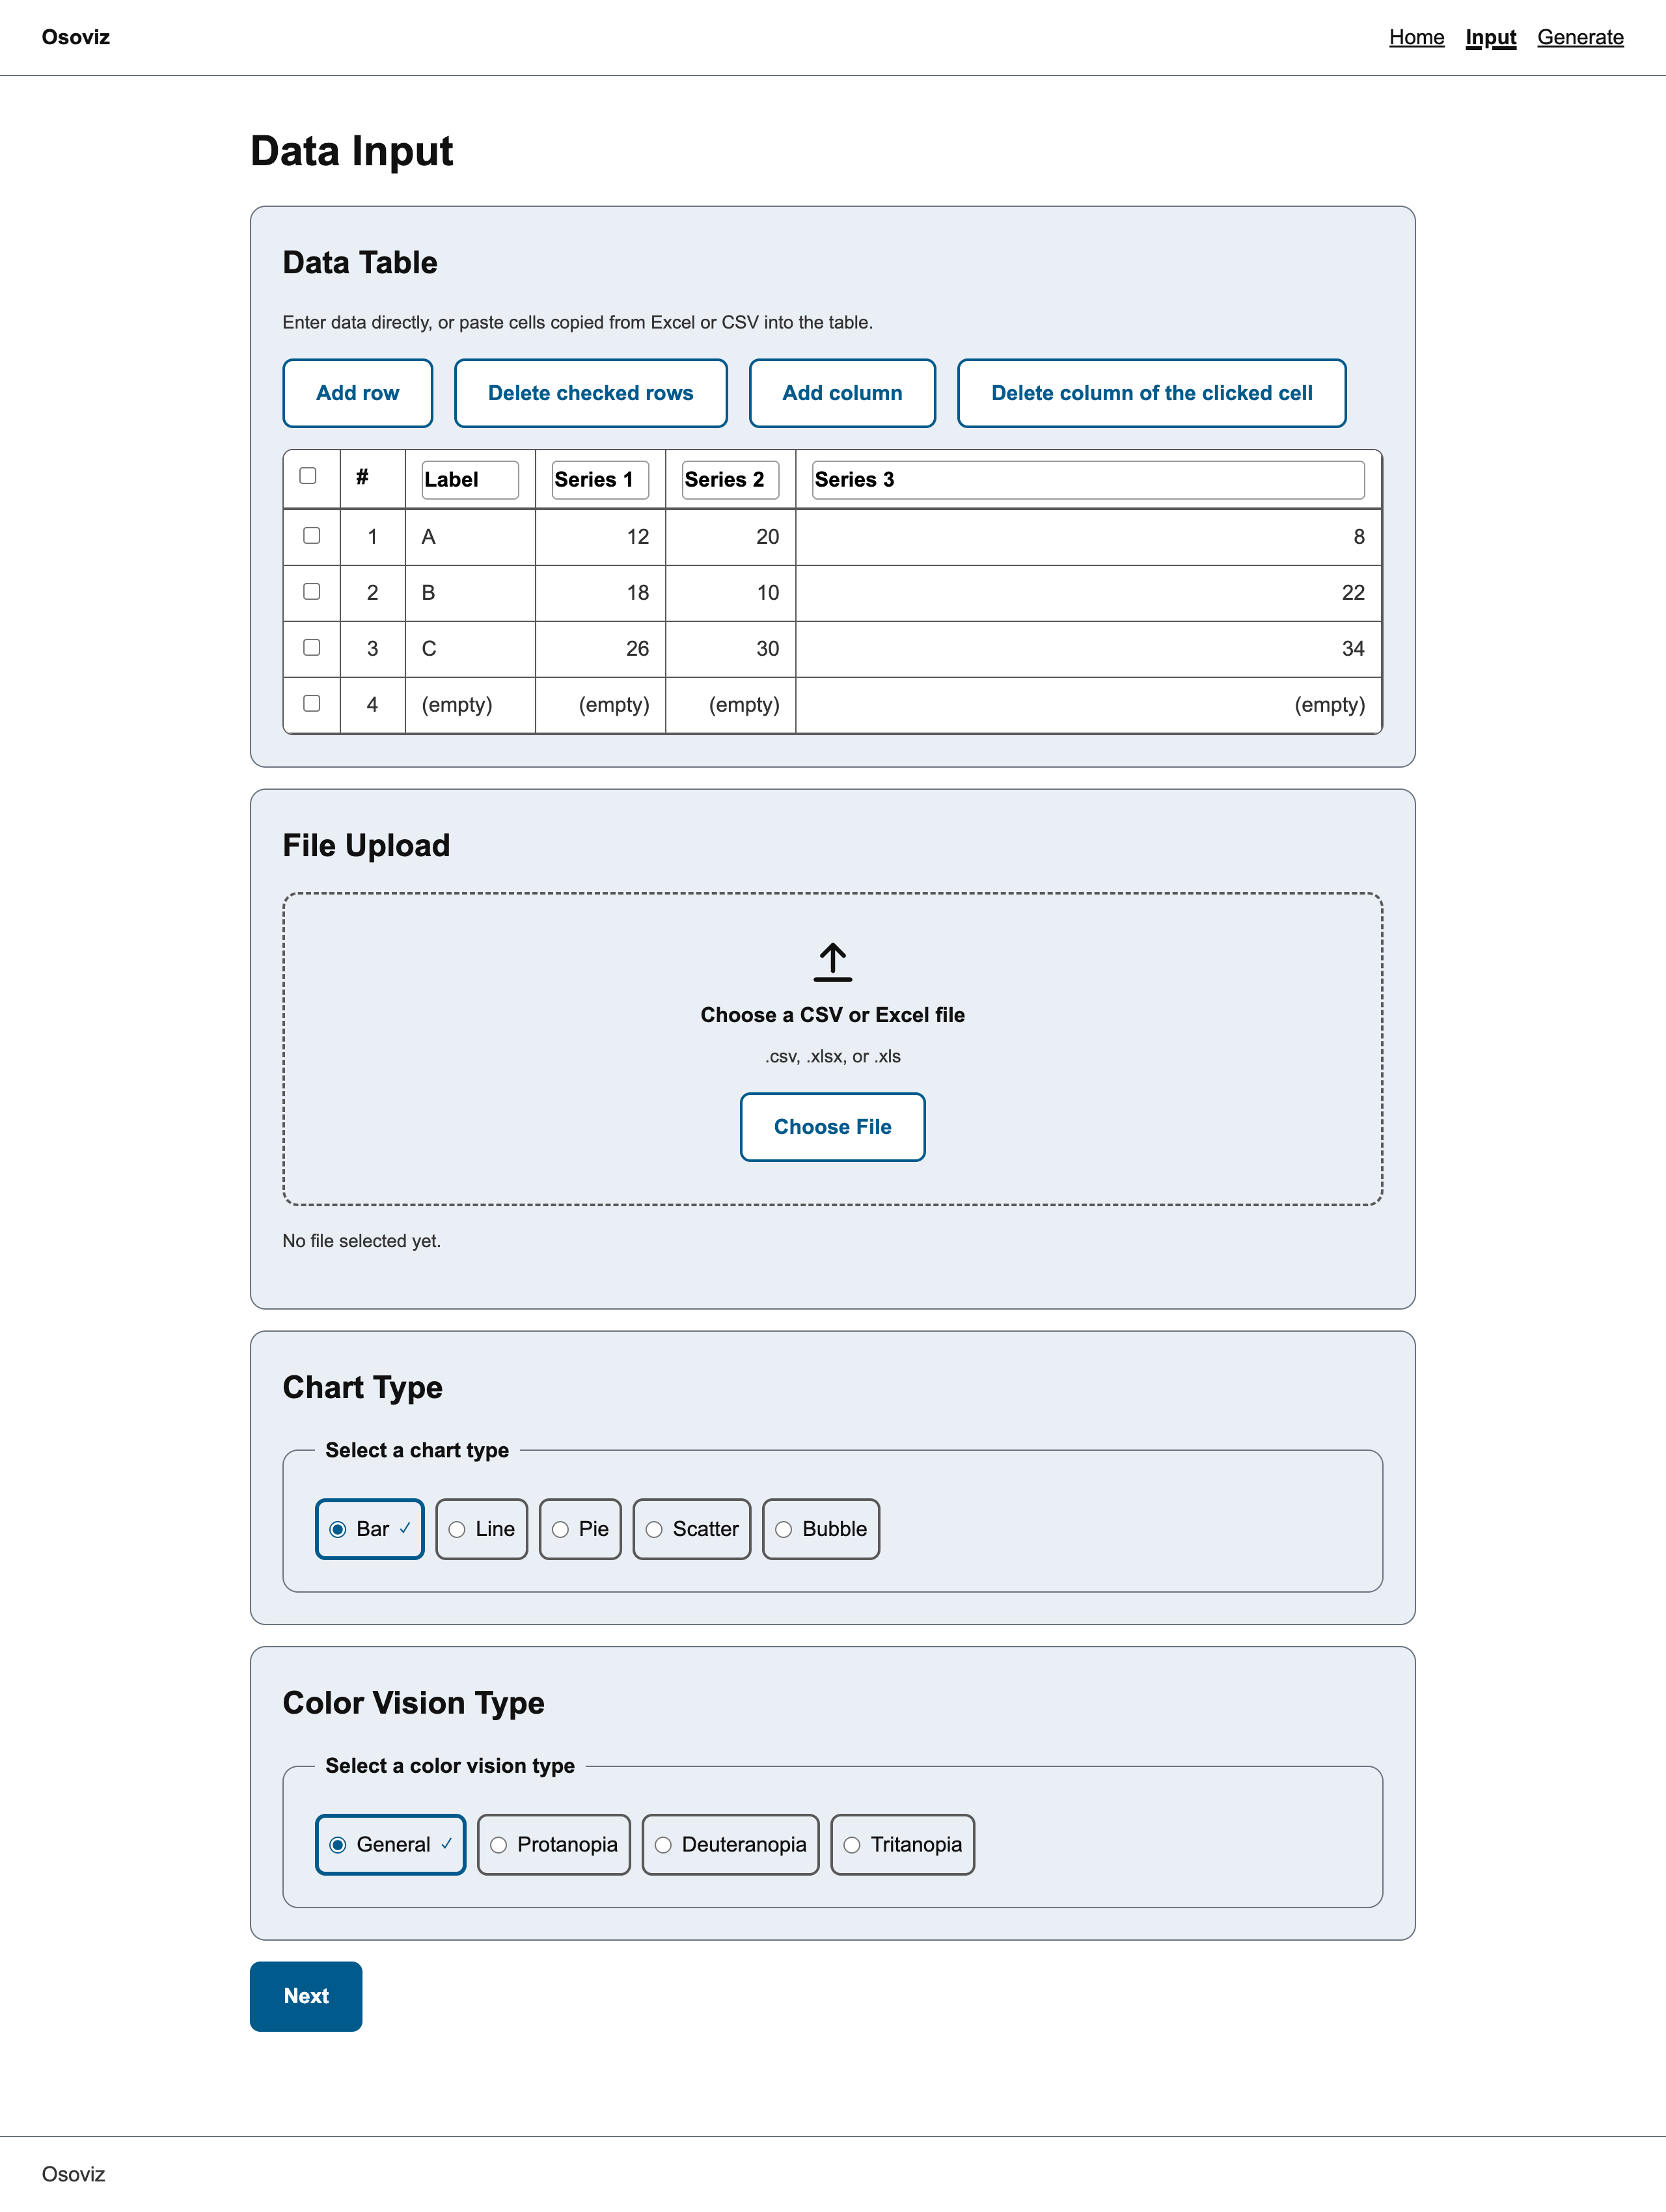 Osoviz
Home Input Generate
Data Input
Data Table
Enter data directly, or paste cells copied from Excel or CSV into the table.
Add row Delete checked rows Add column Delete column of the clicked cell
# Label Series 1 Series 2 Series 3
1 A 12 20 8
2 B 18 10 22
3 C 26 30 34
4 (empty) (empty) (empty) (empty)
File Upload
Choose a CSV or Excel file
.csv, .xlsx, or .xls
Choose File
No file selected yet.
Chart Type
Select a chart type
Bar ✓ Line Pie Scatter Bubble
Color Vision Type
Select a color vision type
General ✓ Protanopia Deuteranopia Tritanopia
Next
Osoviz